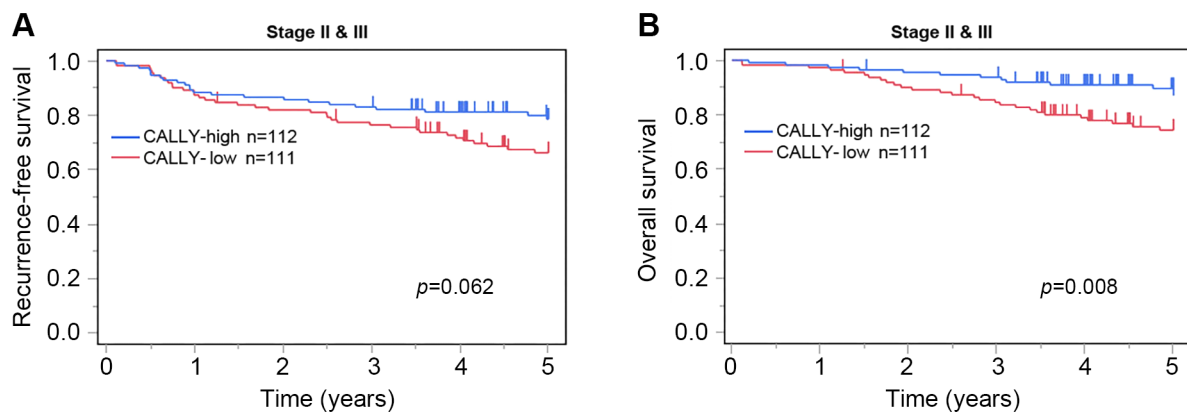 A
Stage II & III
Recurrence-free survival
1.0
0.8
0.6
0.4
0.2
0.0
CALLY-high n=112
CALLY-low n=111
p=0.062
0 1 2 3 4 5
Time (years)
B
Stage II & III
Overall survival
1.0
0.8
0.6
0.4
0.2
0.0
CALLY-high n=112
CALLY-low n=111
p=0.008
0 1 2 3 4 5
Time (years)